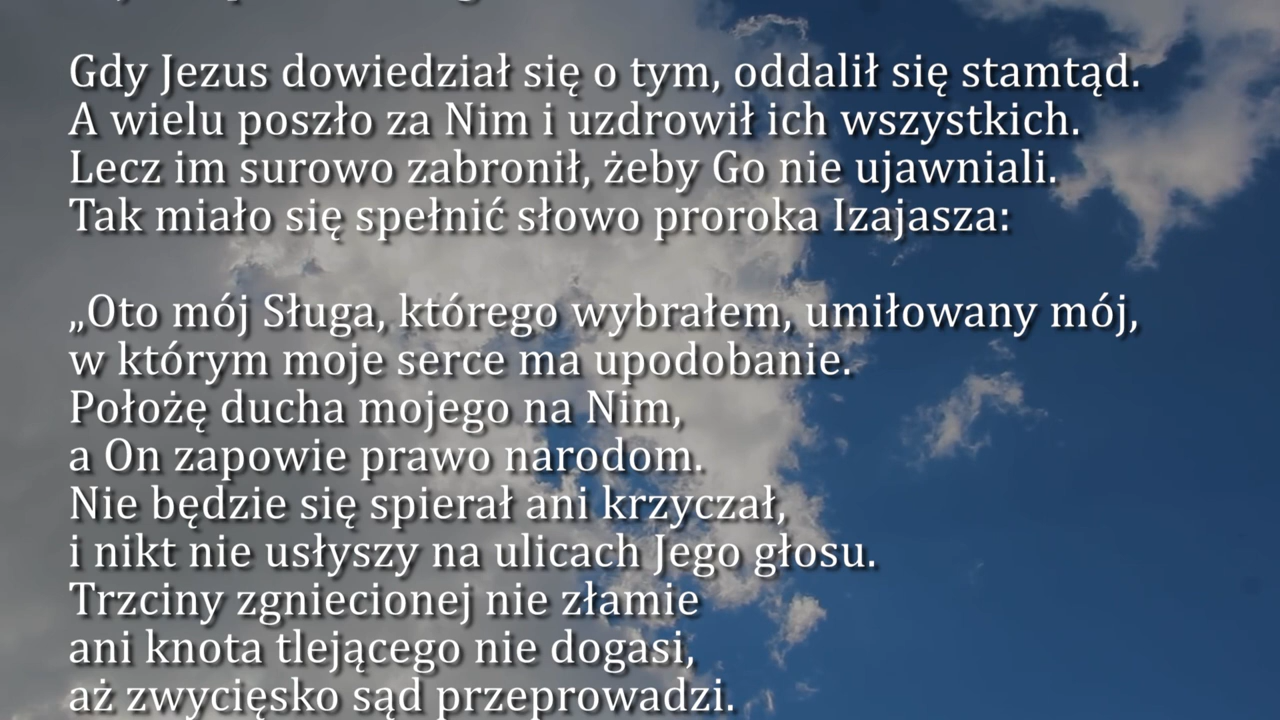 Gdy Jezus dowiedział się o tym, oddalił się stamtąd.
A wielu poszło za Nim i uzdrowił ich wszystkich.
Lecz im surowo zabronił, żeby Go nie ujawniali.
Tak miało się spełnić słowo proroka Izajasza:
„Oto mój Sługa, którego wybrałem, umiłowany mój,
w którym moje serce ma upodobanie.
Położę ducha mojego na Nim,
a On zapowie prawo narodom.
Nie będzie się spierał ani krzyczał,
i nikt nie usłyszy na ulicach Jego głosu.
Trzciny zgniecionej nie złamie
ani knota tlejącego nie dogasi,
aż zwycięsko sąd przeprowadzi.